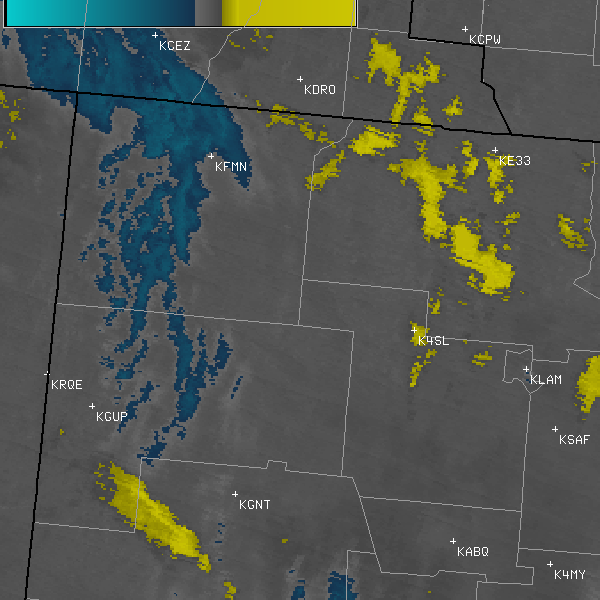 KCEZ
KCPW
KDRO
KE33
KFMN
K4SL
KLAM
KRQE
KGUP
KSAF
KGNT
KABQ
K4MY